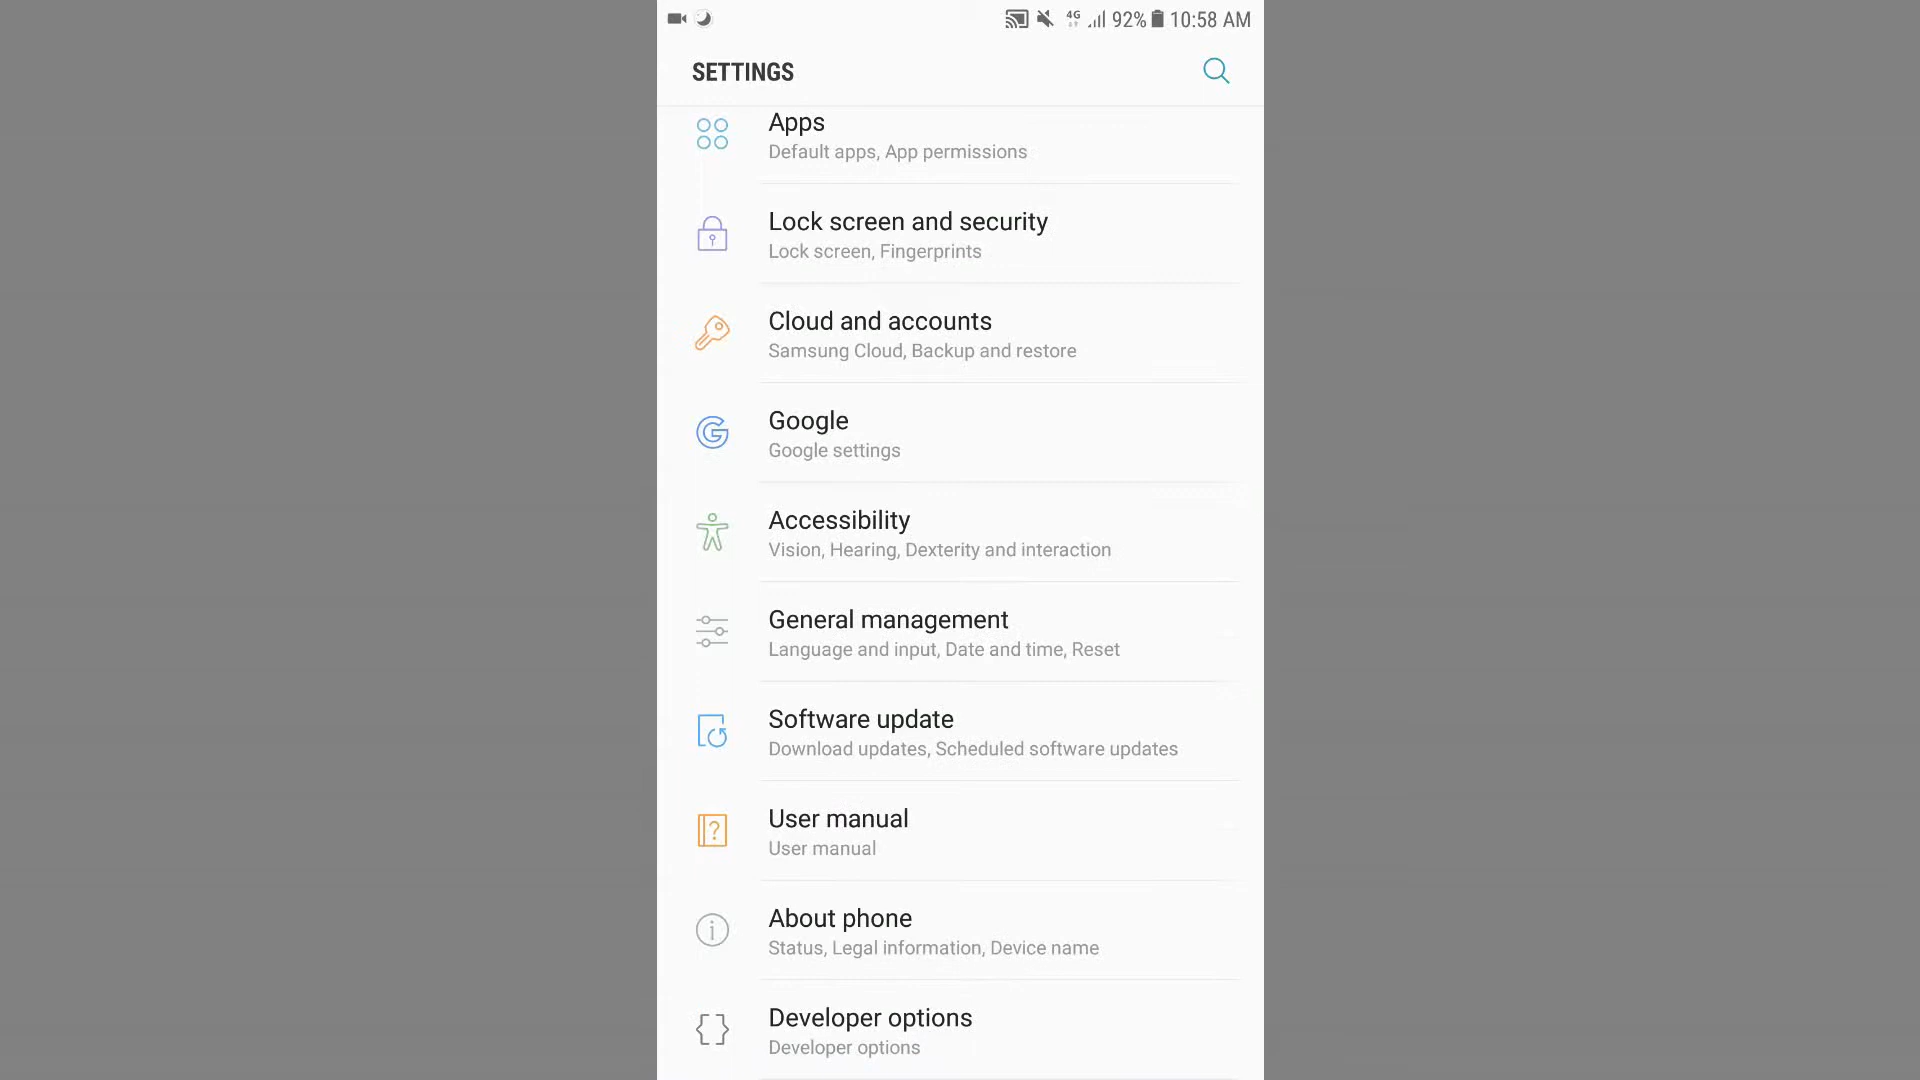 4G 92% 10:58 AM
SETTINGS
Apps
Default apps, App permissions
Lock screen and security
Lock screen, Fingerprints
Cloud and accounts
Samsung Cloud, Backup and restore
Google
Google settings
Accessibility
Vision, Hearing, Dexterity and interaction
General management
Language and input, Date and time, Reset
Software update
Download updates, Scheduled software updates
User manual
User manual
About phone
Status, Legal information, Device name
Developer options
Developer options